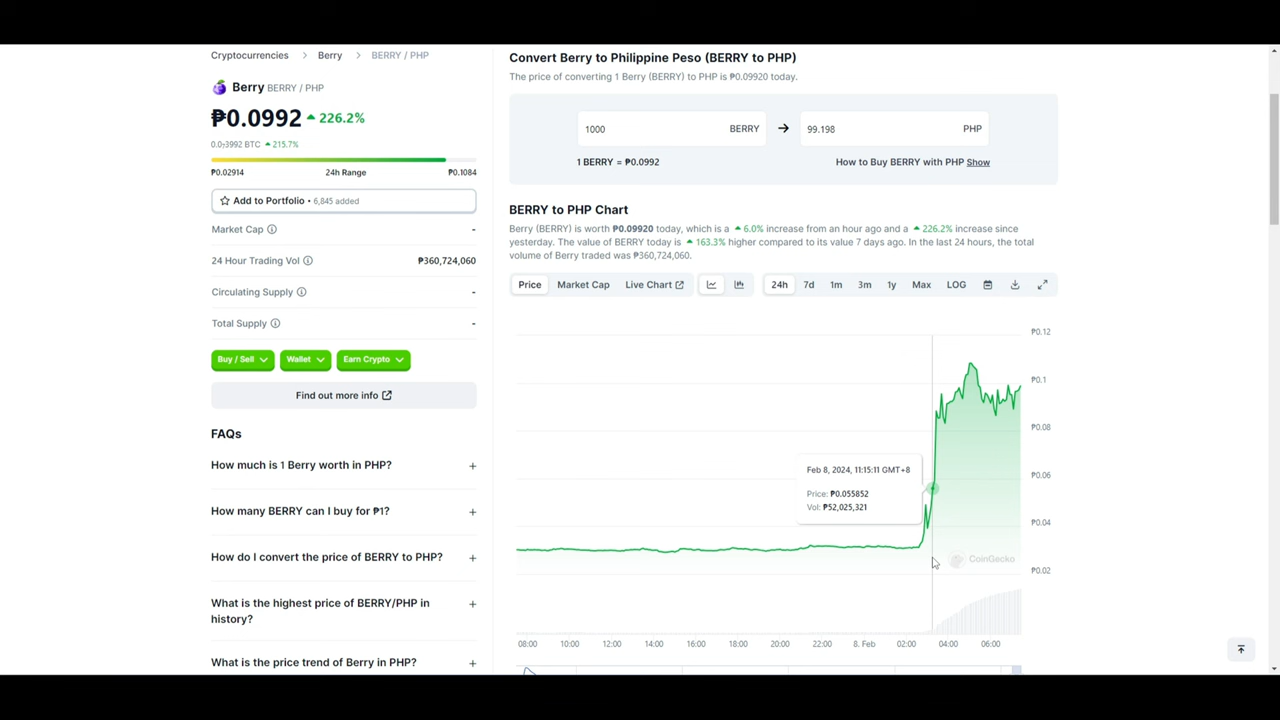 Cryptocurrencies > Berry > BERRY / PHP
Berry BERRY / PHP
₱0.0992 ▲ 226.2%
0.0₇3992 BTC ▲ 215.7%
₱0.02914 24h Range ₱0.1084
Add to Portfolio • 6,845 added
Market Cap -
24 Hour Trading Vol ₱360,724,060
Circulating Supply -
Total Supply -
Buy / Sell Wallet Earn Crypto
Find out more info
FAQs
How much is 1 Berry worth in PHP? +
How many BERRY can I buy for ₱1? +
How do I convert the price of BERRY to PHP? +
What is the highest price of BERRY/PHP in
history? +
What is the price trend of Berry in PHP? +
Convert Berry to Philippine Peso (BERRY to PHP)
The price of converting 1 Berry (BERRY) to PHP is ₱0.09920 today.
1000 BERRY → 99.198 PHP
1 BERRY = ₱0.0992 How to Buy BERRY with PHP Show
BERRY to PHP Chart
Berry (BERRY) is worth ₱0.09920 today, which is a ▲ 6.0% increase from an hour ago and a ▲ 226.2% increase since
yesterday. The value of BERRY today is ▲ 163.3% higher compared to its value 7 days ago. In the last 24 hours, the total
volume of Berry traded was ₱360,724,060.
Price Market Cap Live Chart 24h 7d 1m 3m 1y Max LOG
₱0.12
₱0.1
₱0.08
₱0.06
₱0.04
₱0.02
Feb 8, 2024, 11:15:11 GMT+8
Price: ₱0.055852
Vol: ₱52,025,321
CoinGecko
08:00 10:00 12:00 14:00 16:00 18:00 20:00 22:00 8. Feb 02:00 04:00 06:00